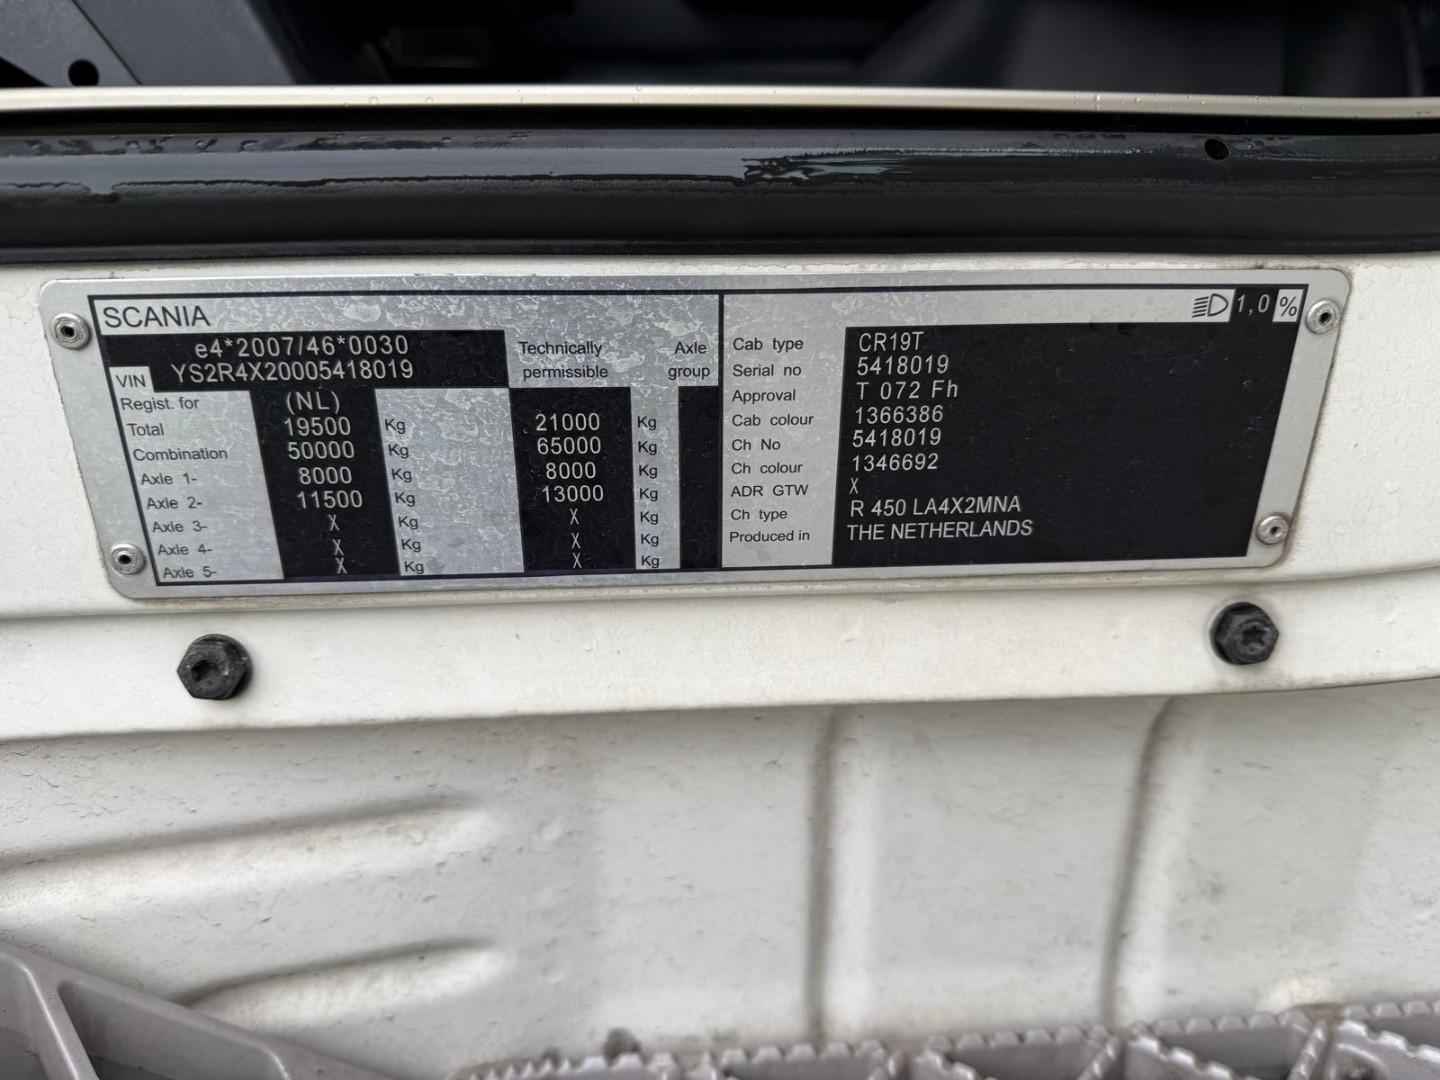 SCANIA
e4*2007/46*0030
VIN YS2R4X20005418019
Regist. for (NL)
Total 19500 Kg 21000 Kg
Combination 50000 Kg 65000 Kg
Axle 1- 8000 Kg 8000 Kg
Axle 2- 11500 Kg 13000 Kg
Axle 3- X Kg X Kg
Axle 4- X Kg X Kg
Axle 5- X Kg X Kg
Technically permissible
Axle group
1,0 %
Cab type CR19T
Serial no 5418019
Approval T 072 Fh
Cab colour 1366386
Ch No 5418019
Ch colour 1346692
ADR GTW X
Ch type R 450 LA4X2MNA
Produced in THE NETHERLANDS